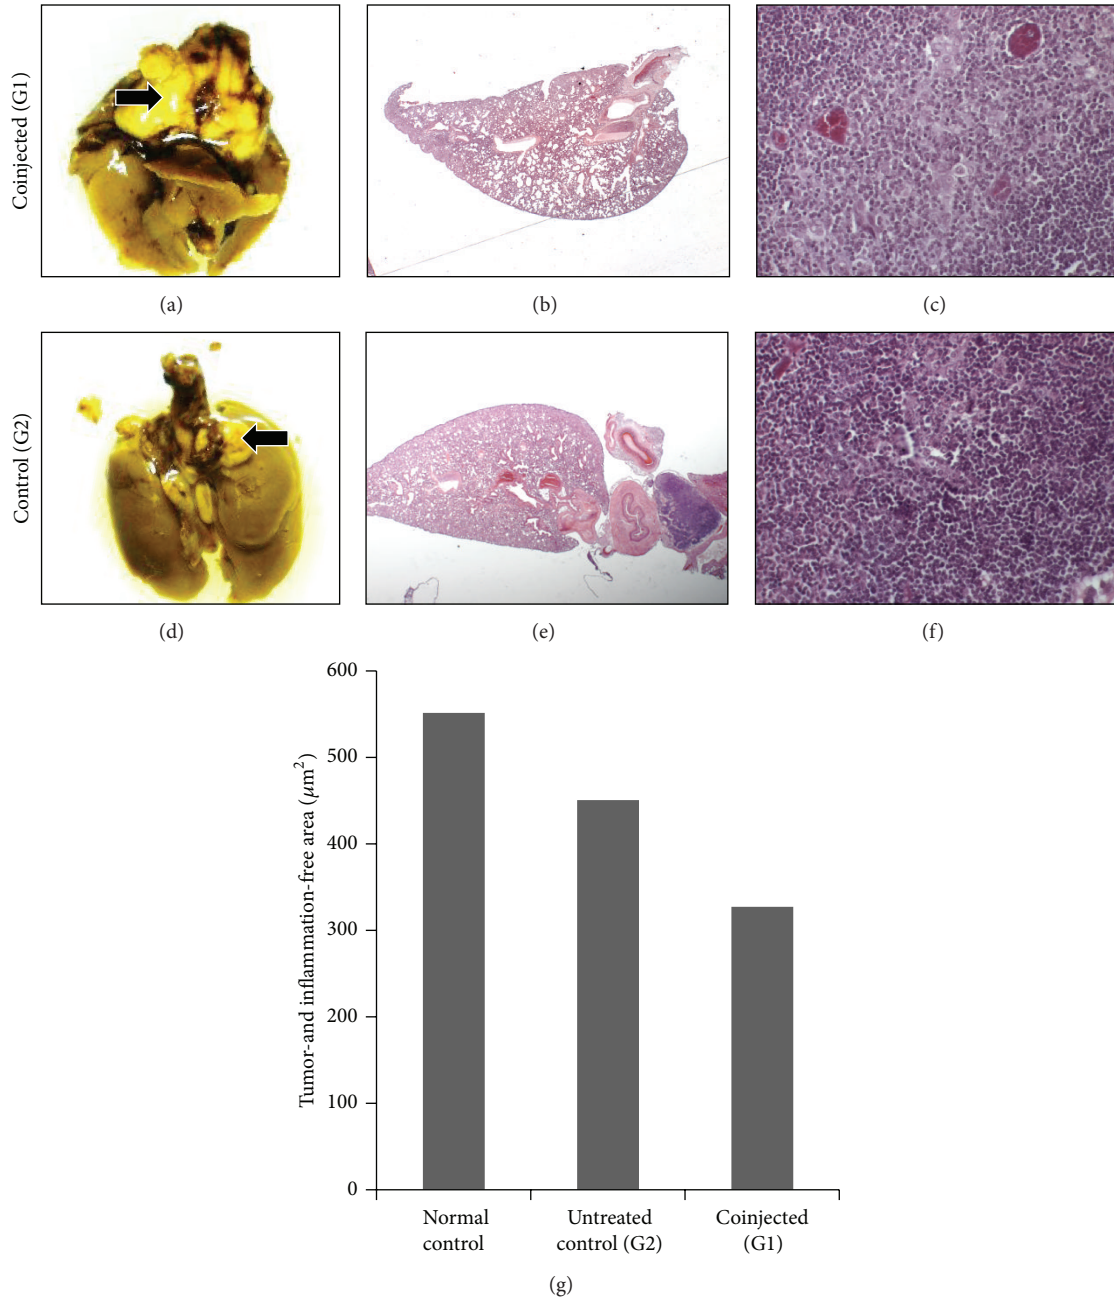 Coinjected (G1)
(a)
(b)
(c)
Control (G2)
(d)
(e)
(f)
Tumor-and inflammation-free area (μm²)
600
500
400
300
200
100
0
Normal
control
Untreated
control (G2)
Coinjected
(G1)
(g)